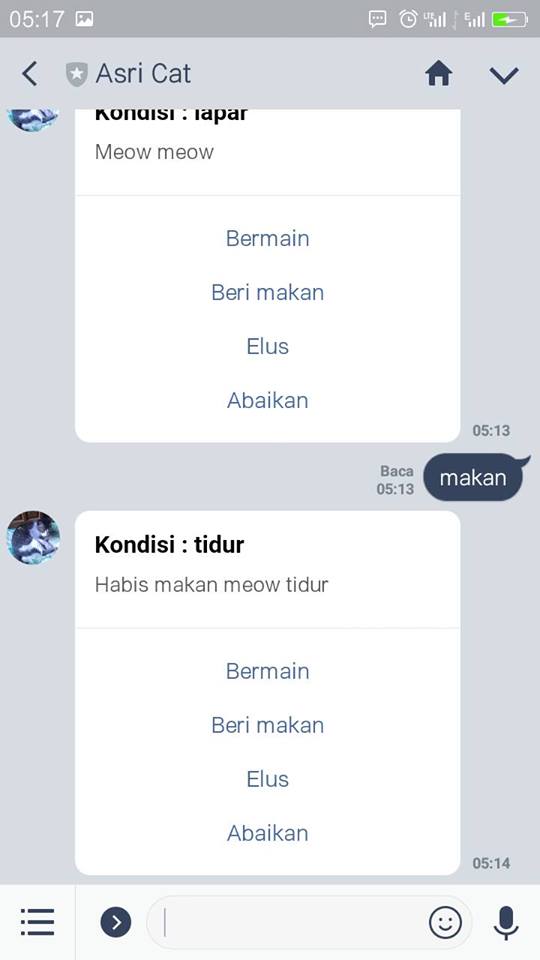 05:17
LTE
E
Asri Cat
Kondisi : lapar
Meow meow
Bermain
Beri makan
Elus
Abaikan
05:13
Baca
05:13
makan
Kondisi : tidur
Habis makan meow tidur
Bermain
Beri makan
Elus
Abaikan
05:14